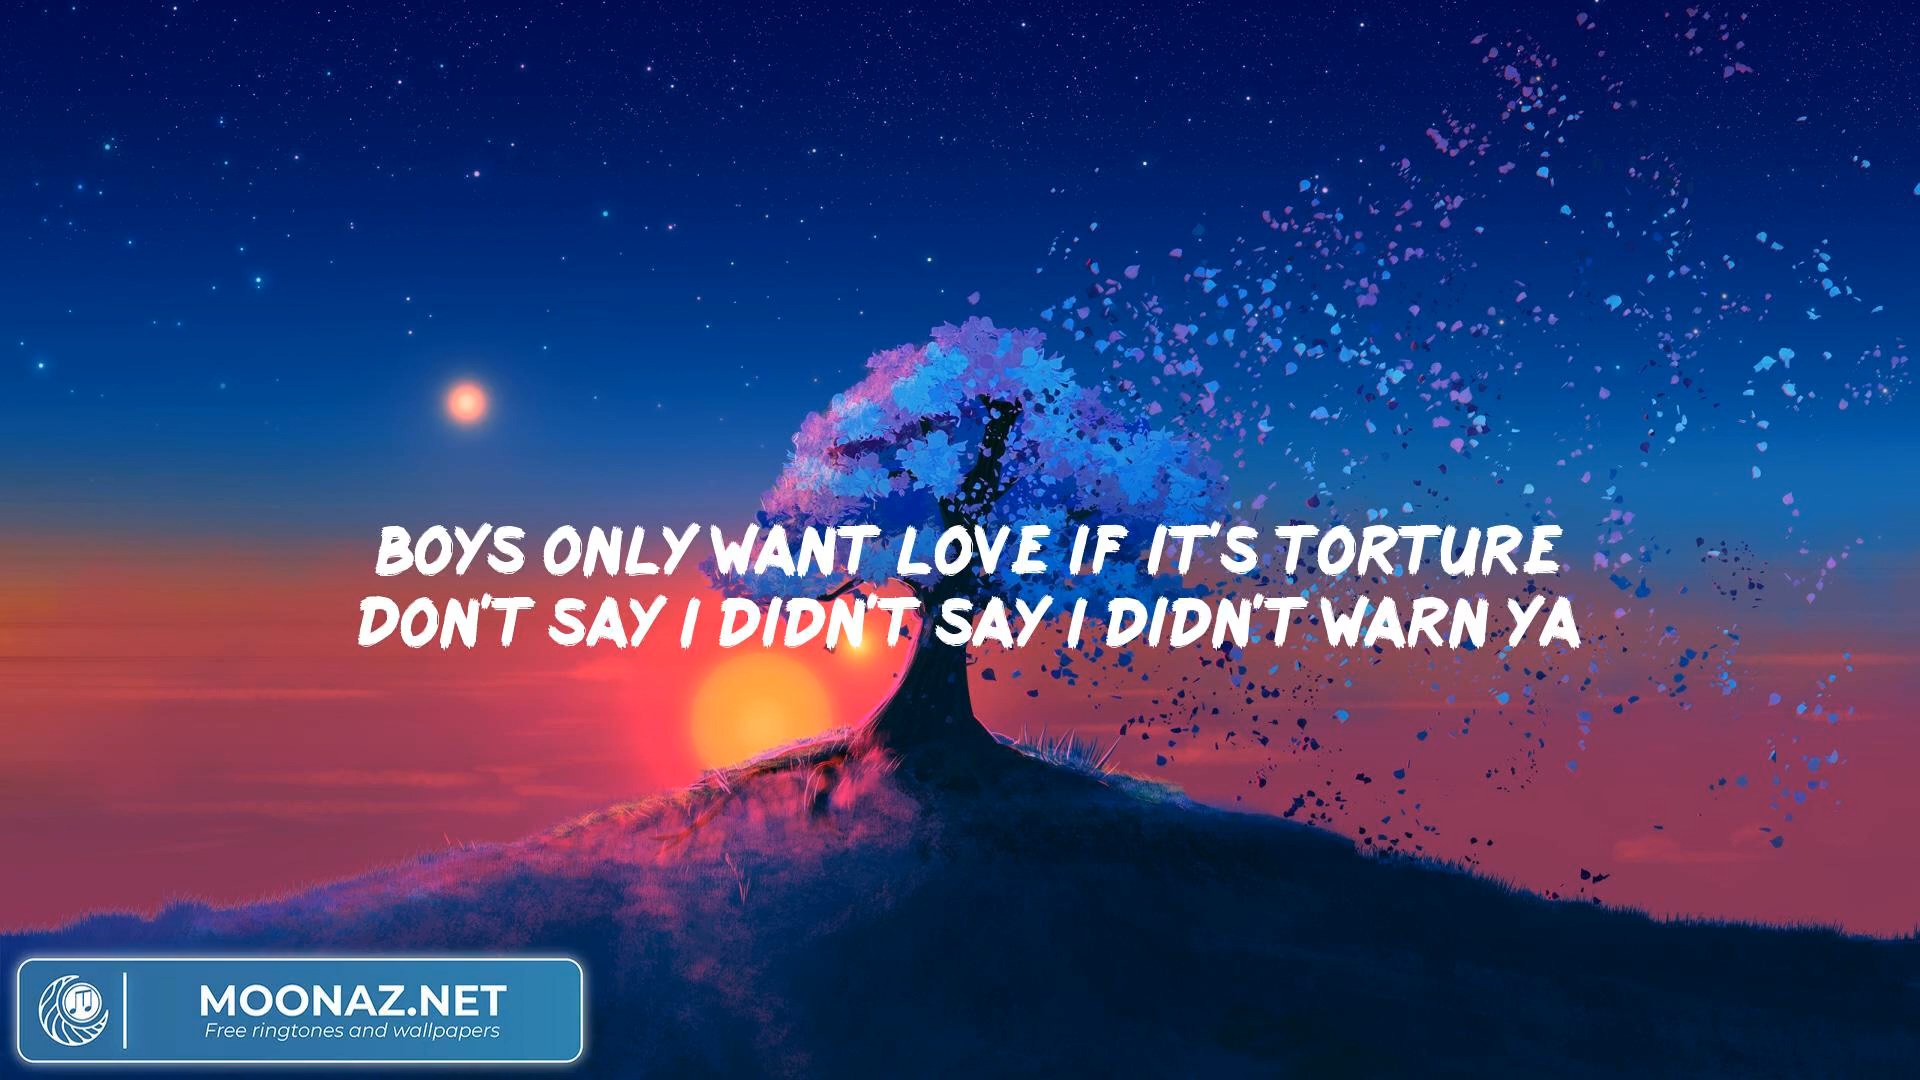 BOYS ONLY WANT LOVE IF IT'S TORTURE
DON'T SAY I DIDN'T SAY I DIDN'T WARN YA
MOONAZ.NET
Free ringtones and wallpapers